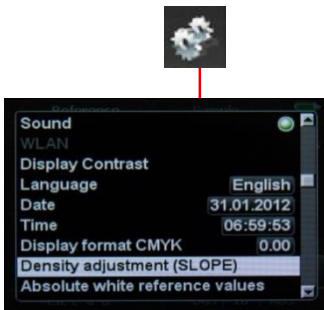 Sound
WLAN
Display Contrast
Language English
Date 31.01.2012
Time 06:59:53
Display format CMYK 0.00
Density adjustment (SLOPE)
Absolute white reference values